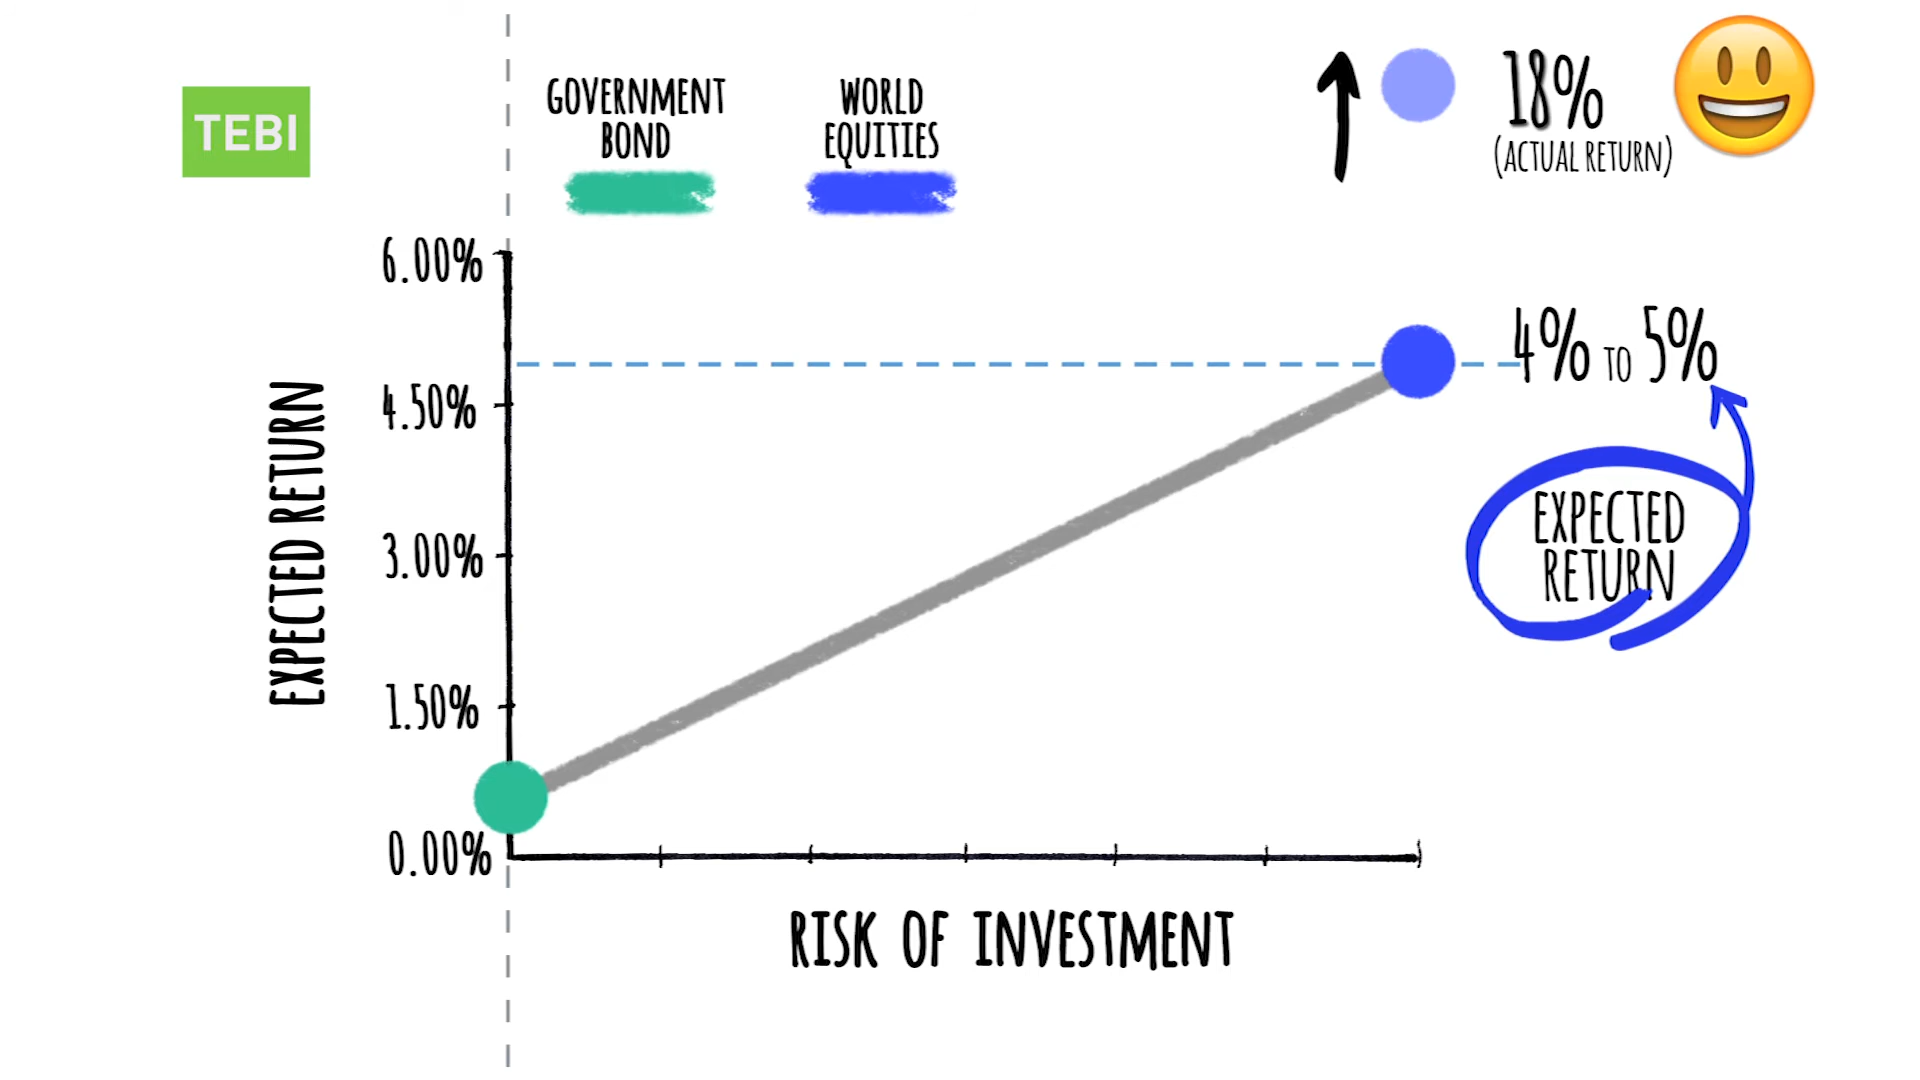 TEBI
GOVERNMENT
BOND
WORLD
EQUITIES
18%
(ACTUAL RETURN)
6.00%
4.50%
3.00%
1.50%
0.00%
EXPECTED RETURN
4% TO 5%
EXPECTED
RETURN
RISK OF INVESTMENT